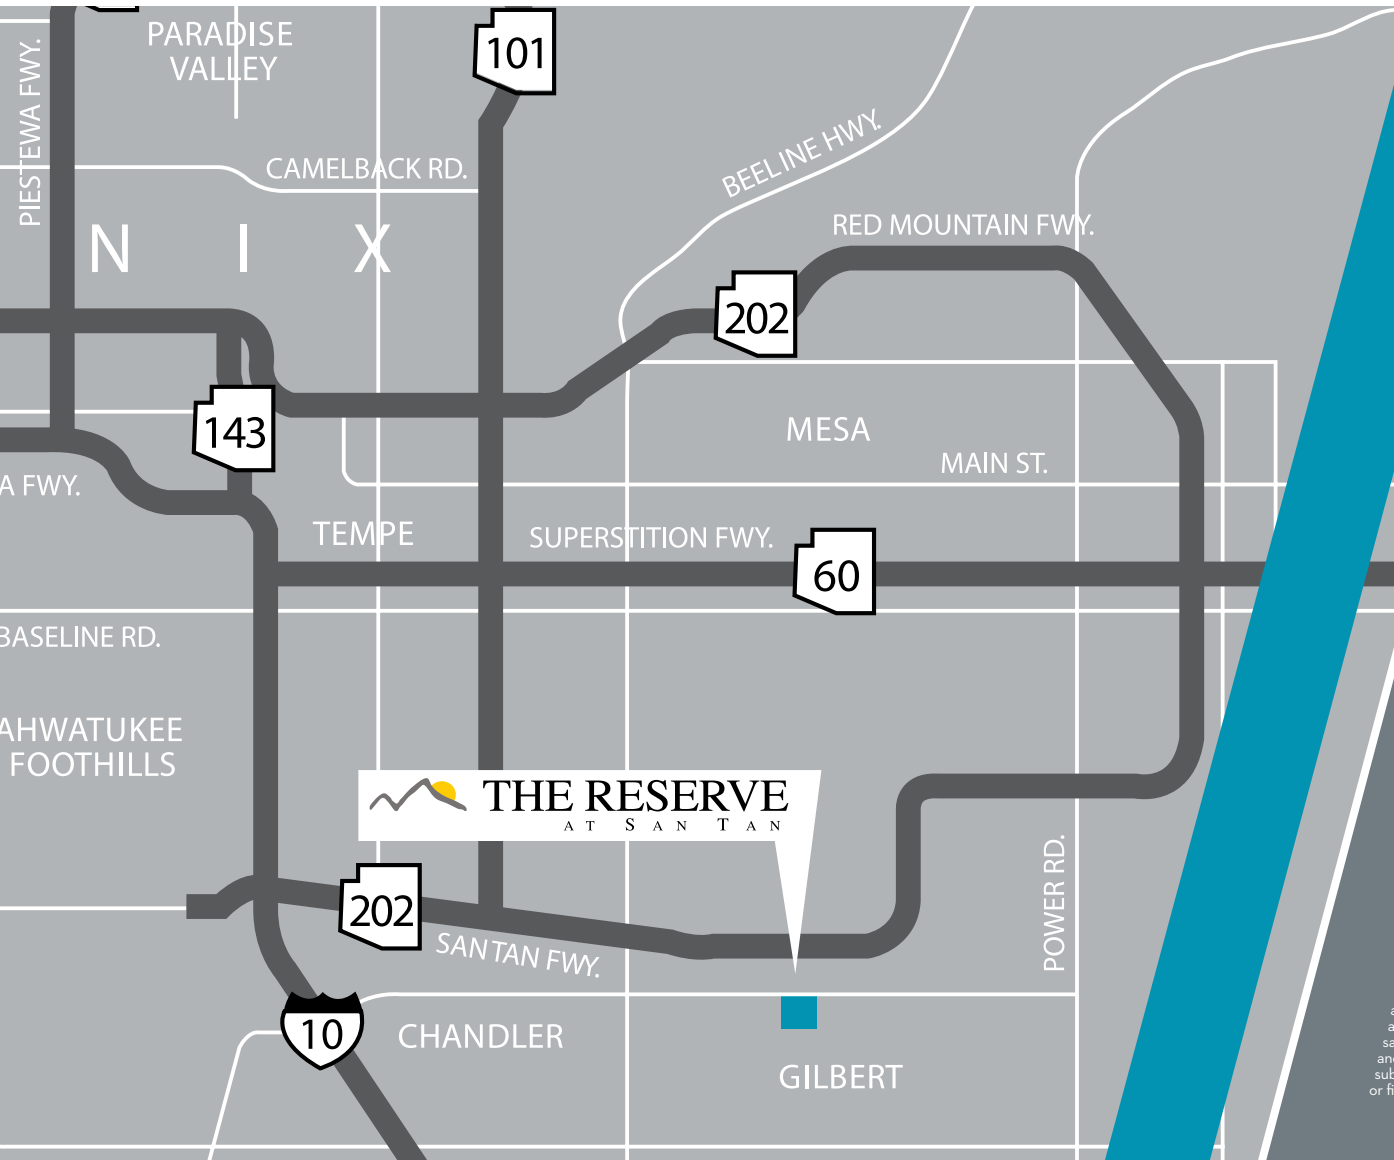 PARADISE
VALLEY
101
PIESTEWA FWY.
BEELINE HWY.
CAMELBACK RD.
N I X
RED MOUNTAIN FWY.
202
143
MESA
MAIN ST.
A FWY.
TEMPE
SUPERSTITION FWY.
60
BASELINE RD.
AHWATUKEE
FOOTHILLS
THE RESERVE
AT SAN TAN
POWER RD.
202
SANTAN FWY.
10
CHANDLER
GILBERT